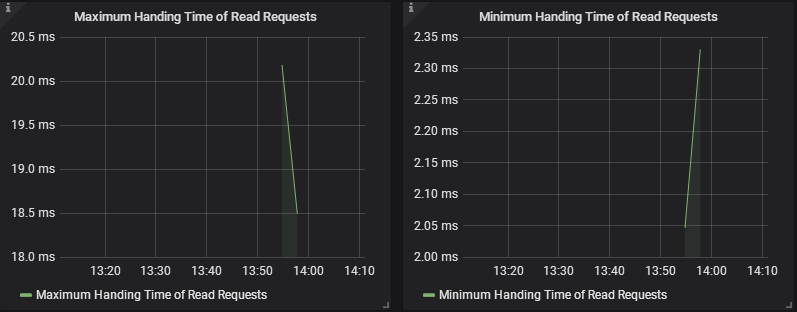 Maximum Handing Time of Read Requests
20.5 ms
20.0 ms
19.5 ms
19.0 ms
18.5 ms
18.0 ms
13:20 13:30 13:40 13:50 14:00 14:10
Maximum Handing Time of Read Requests
Minimum Handing Time of Read Requests
2.35 ms
2.30 ms
2.25 ms
2.20 ms
2.15 ms
2.10 ms
2.05 ms
2.00 ms
13:20 13:30 13:40 13:50 14:00 14:10
Minimum Handing Time of Read Requests